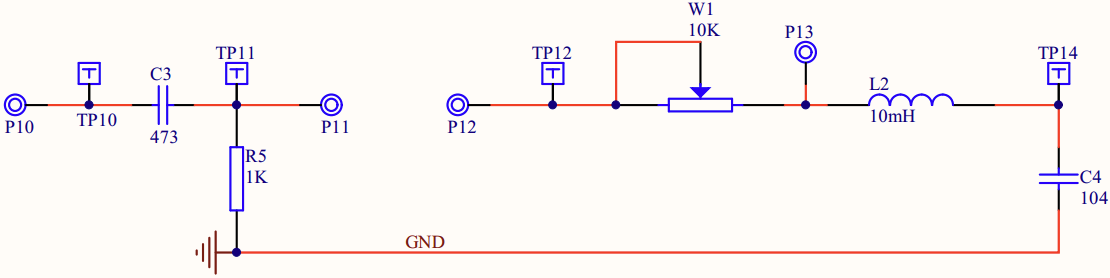 W1
10K
P13
TP11
TP12
TP14
C3
L2
P10
TP10
473
P11
P12
10mH
R5
1K
C4
104
GND